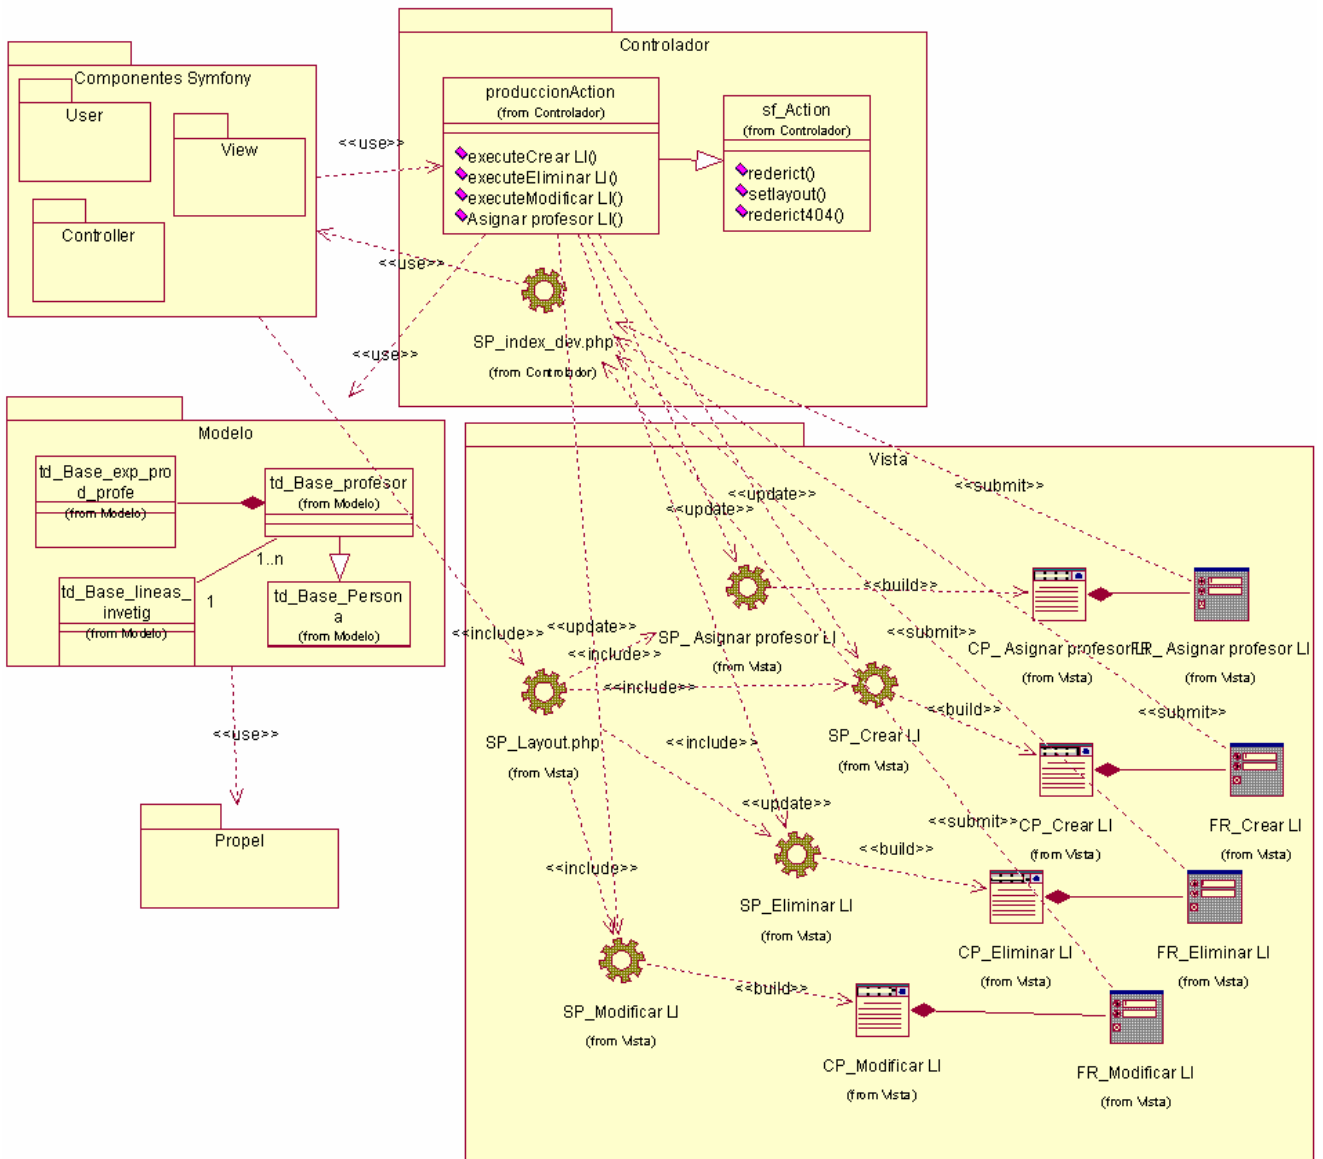 Controlador
Componentes Symfony
User
View
Controller
<<use>>
produccionAction
(from Controlador)
executeCrear LI()
executeEliminar LI()
executeModificar LI()
Asignar profesor LI()
sf_Action
(from Controlador)
rederict()
setlayout()
rederict404()
<<use>>
SP_index_dev.php
(from Controlador)
<<use>>
Modelo
td_Base_exp_pro
d_profe
(from Modelo)
td_Base_profesor
(from Modelo)
1..n
1
td_Base_lineas_
invetig
(from Modelo)
td_Base_Person
a
(from Modelo)
<<use>>
Propel
Vista
<<submit>>
<<update>>
<<update>>
<<build>>
<<include>>
<<update>>
<<include>>
SP_Asignar profesor LI
(from Vista)
<<submit>>
CP_Asignar profesor LI
(from Vista)
FR_Asignar profesor LI
(from Vista)
<<include>>
<<build>>
<<submit>>
SP_Layout.php
(from Vista)
<<include>>
SP_Crear LI
(from Vista)
<<update>>
<<submit>>
CP_Crear LI
(from Vista)
FR_Crear LI
(from Vista)
<<include>>
<<build>>
SP_Eliminar LI
(from Vista)
CP_Eliminar LI
(from Vista)
FR_Eliminar LI
(from Vista)
<<build>>
SP_Modificar LI
(from Vista)
CP_Modificar LI
(from Vista)
FR_Modificar LI
(from Vista)